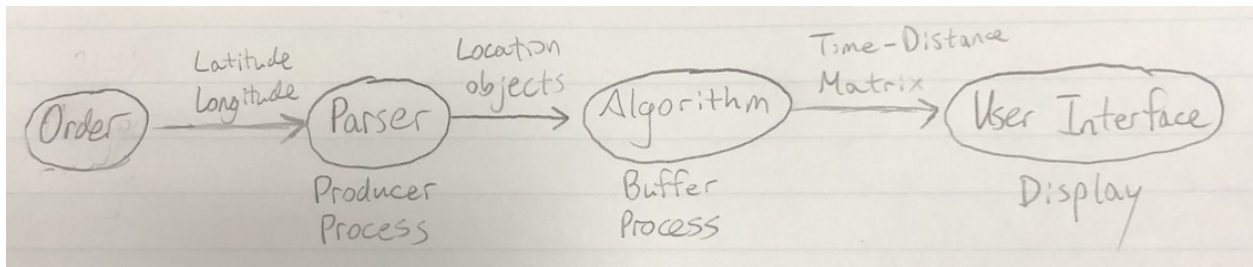 Order
Latitude
Longitude
Parser
Producer
Process
Location
objects
Algorithm
Buffer
Process
Time-Distance
Matrix
User Interface
Display